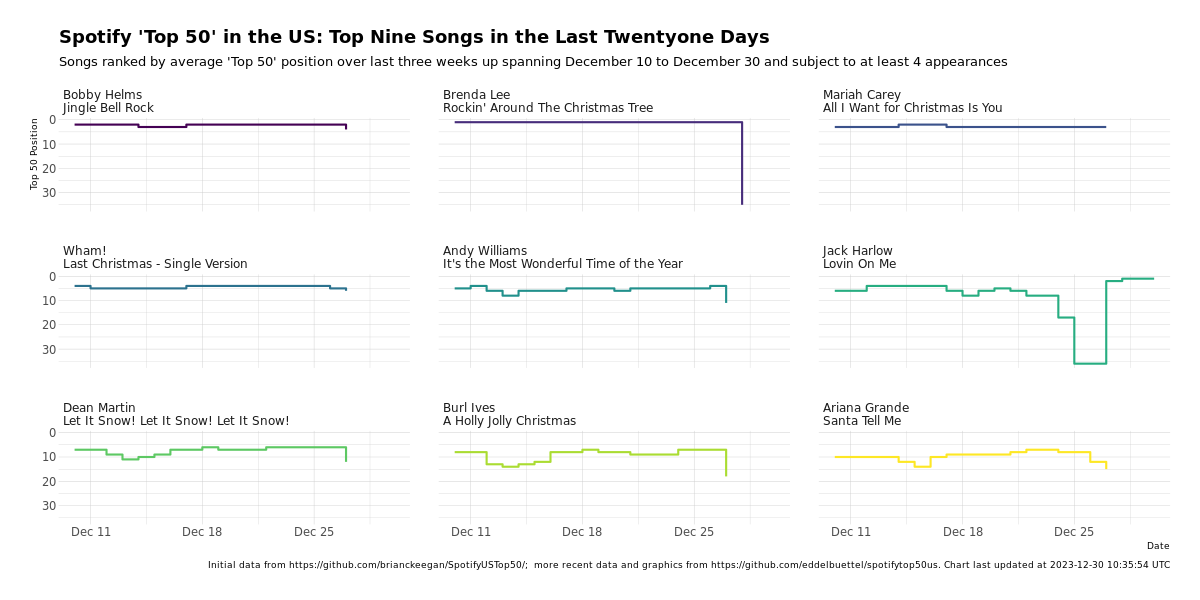 Spotify 'Top 50' in the US: Top Nine Songs in the Last Twentyone Days
Songs ranked by average 'Top 50' position over last three weeks up spanning December 10 to December 30 and subject to at least 4 appearances
Bobby Helms
Jingle Bell Rock
Brenda Lee
Rockin' Around The Christmas Tree
Mariah Carey
All I Want for Christmas Is You
Top 50 Position
0
10
20
30
Wham!
Last Christmas - Single Version
Andy Williams
It's the Most Wonderful Time of the Year
Jack Harlow
Lovin On Me
0
10
20
30
Dean Martin
Let It Snow! Let It Snow! Let It Snow!
Burl Ives
A Holly Jolly Christmas
Ariana Grande
Santa Tell Me
0
10
20
30
Dec 11 Dec 18 Dec 25
Dec 11 Dec 18 Dec 25
Dec 11 Dec 18 Dec 25
Date
Initial data from https://github.com/brianckeegan/SpotifyUSTop50/;  more recent data and graphics from https://github.com/eddelbuettel/spotifytop50us. Chart last updated at 2023-12-30 10:35:54 UTC